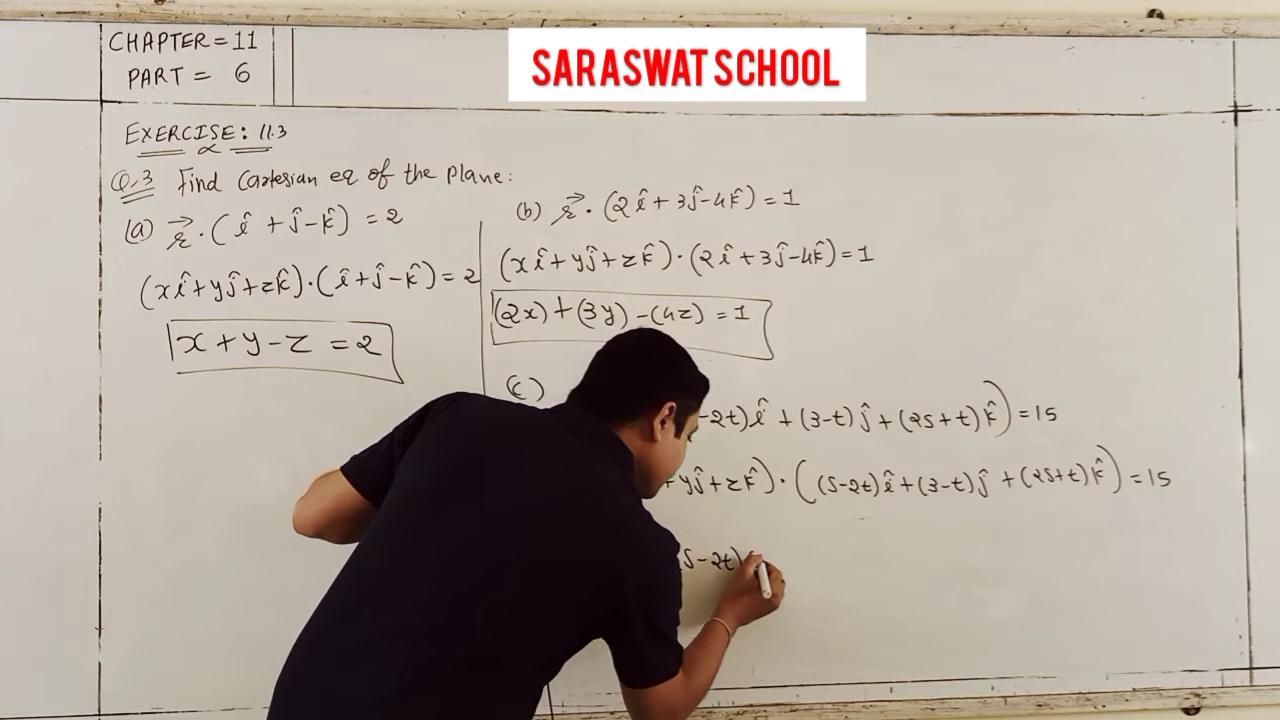 SARASWAT SCHOOL
CHAPTER = 11
PART = 6
EXERCISE: 11.3
Q.3 Find Cartesian eq of the plane:
(a) r⃗ · (î + ĵ - k̂) = 2
(xî + yĵ + zk̂) · (î + ĵ - k̂) = 2
x + y - z = 2
(b) r⃗ · (2î + 3ĵ - 4k̂) = 1
(xî + yĵ + zk̂) · (2î + 3ĵ - 4k̂) = 1
(2x) + (3y) - (4z) = 1
(c)
-2t)î + (3-t)ĵ + (2s+t)k̂) = 15
+ yĵ + zk̂) · ((s-2t)î + (3-t)ĵ + (2s+t)k̂) = 15
(s-2t)